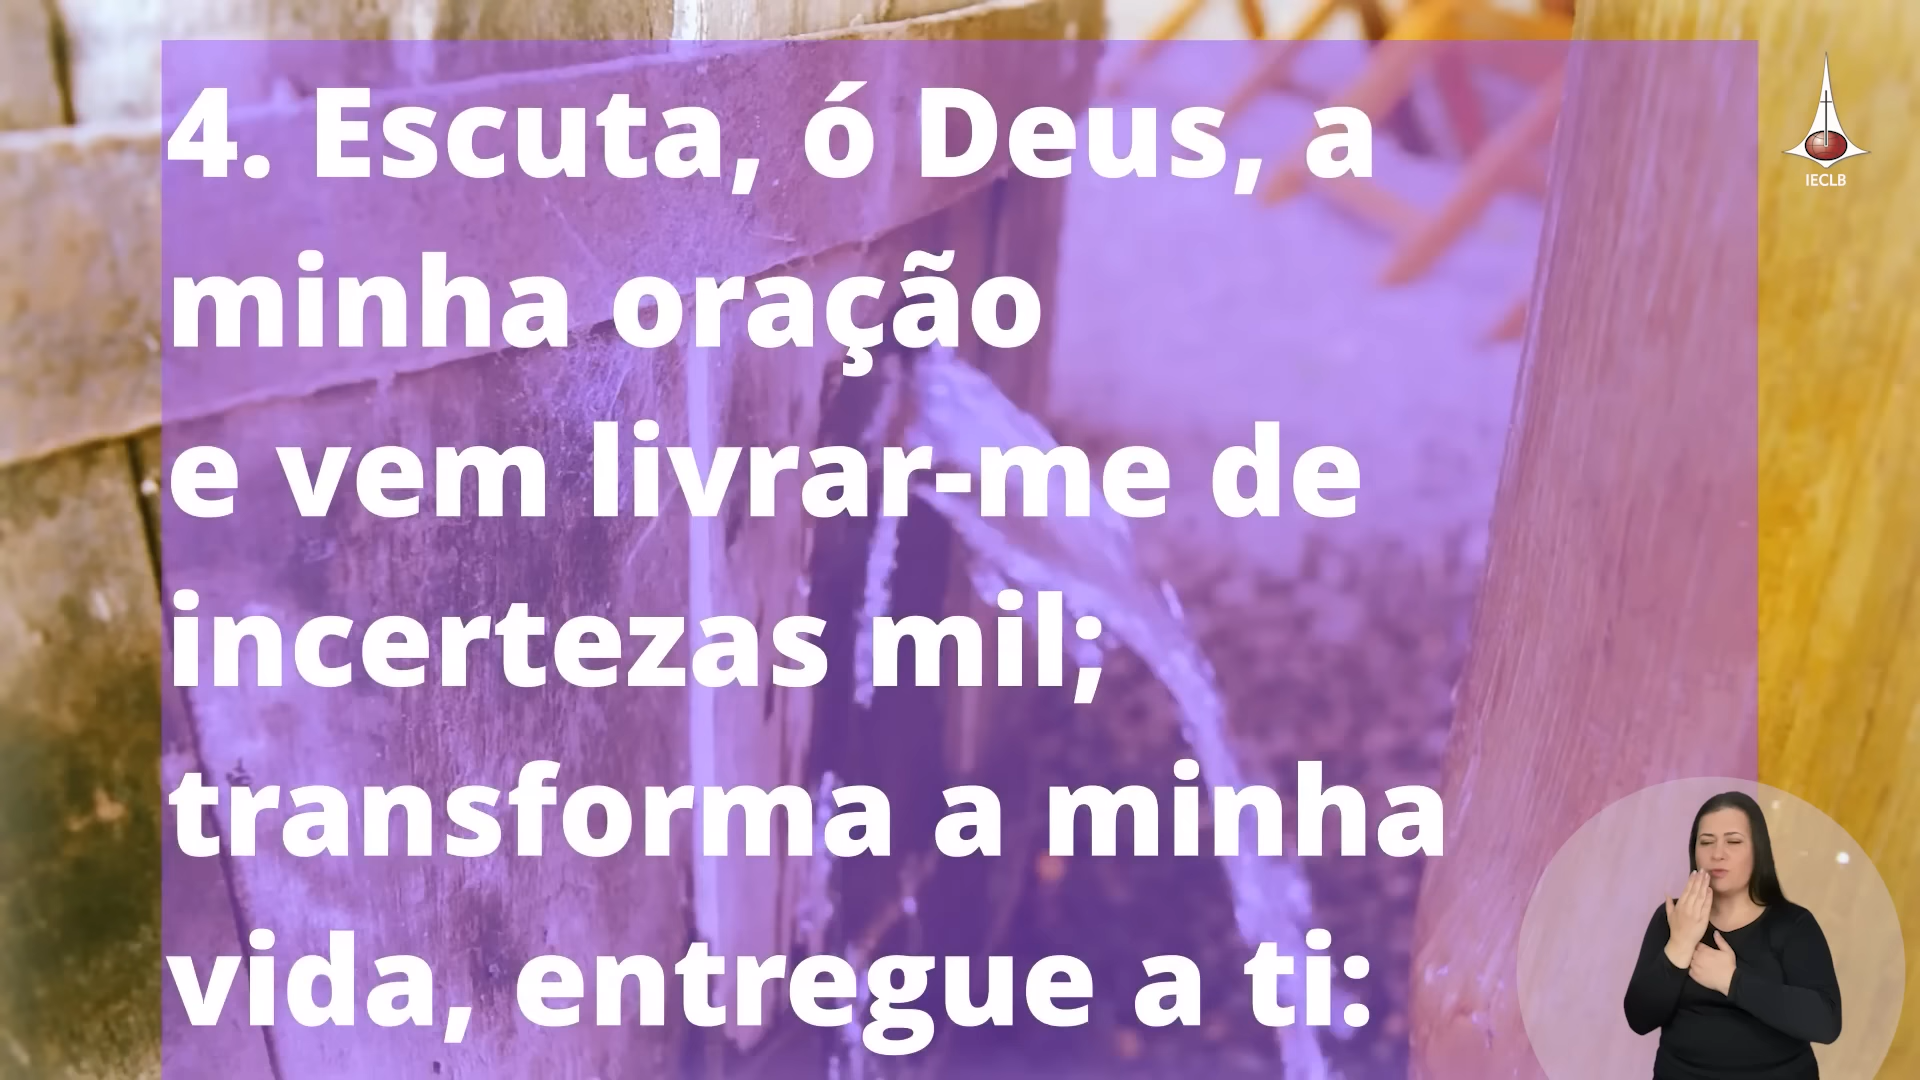 4. Escuta, ó Deus, a
minha oração
e vem livrar-me de
incertezas mil;
transforma a minha
vida, entregue a ti:
IECLB